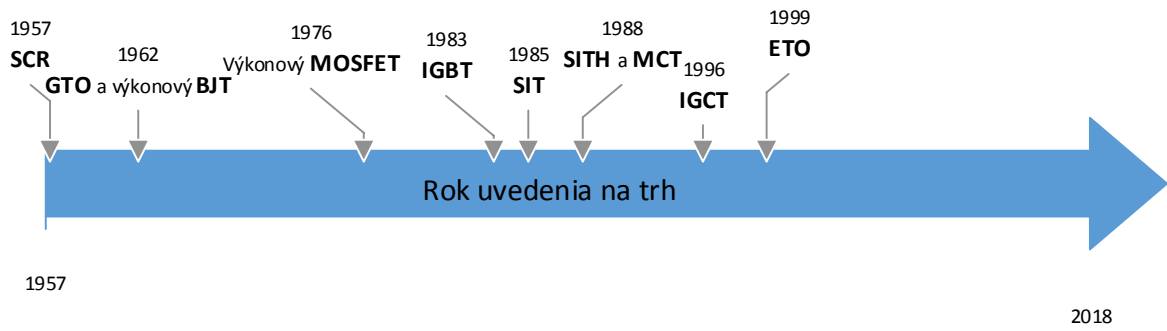 1957
SCR
1962
GTO a výkonový BJT
1976
Výkonový MOSFET
1983
IGBT
1985
SIT
1988
SITH a MCT
1996
IGCT
1999
ETO
Rok uvedenia na trh
1957
2018